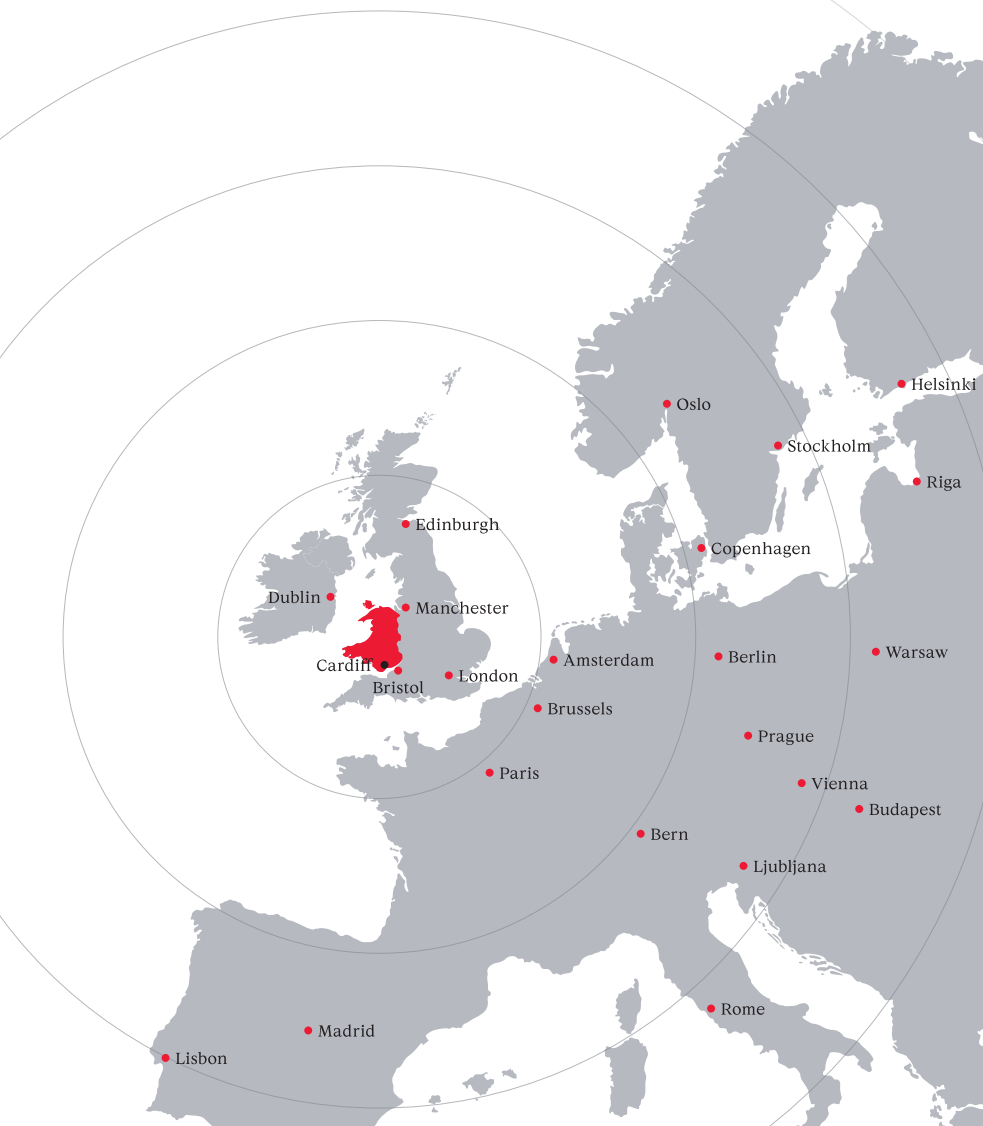 Helsinki
Oslo
Stockholm
Riga
Edinburgh
Copenhagen
Dublin
Manchester
Warsaw
Berlin
Amsterdam
Cardiff
London
Bristol
Brussels
Prague
Paris
Vienna
Budapest
Bern
Ljubljana
Rome
Madrid
Lisbon